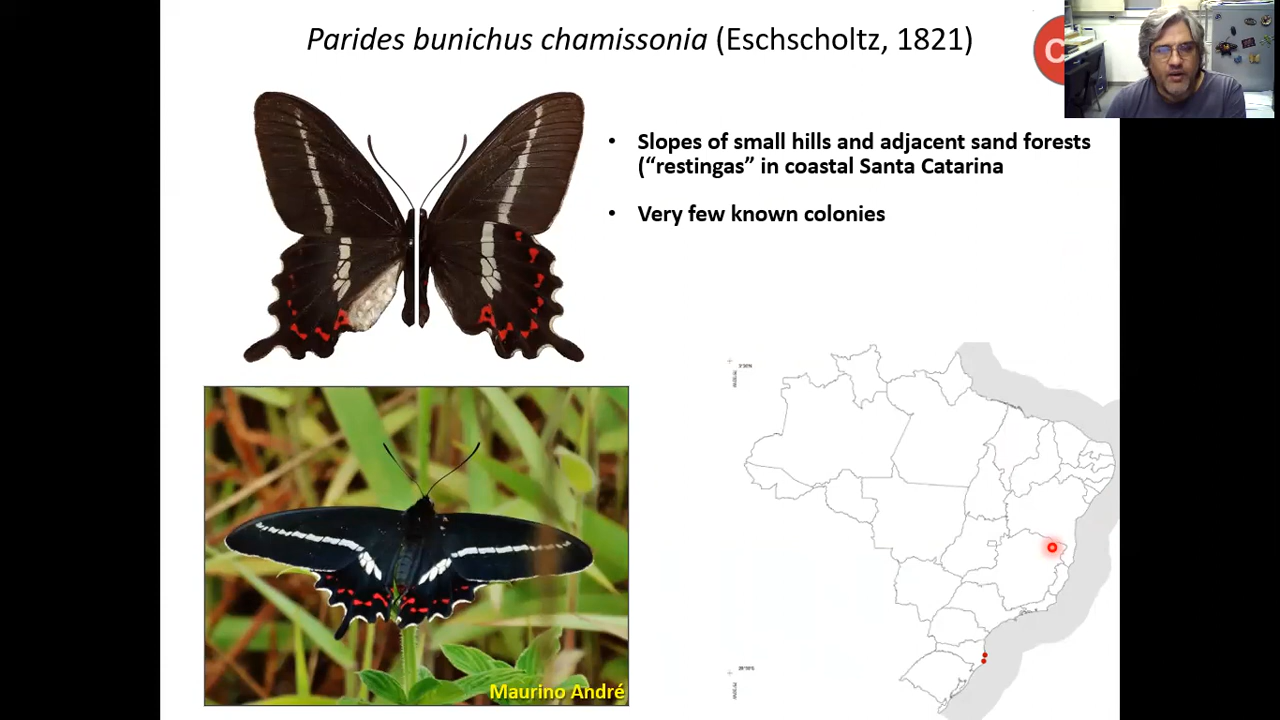 Parides bunichus chamissonia (Eschscholtz, 1821)
C
• Slopes of small hills and adjacent sand forests
(“restingas” in coastal Santa Catarina
• Very few known colonies
Maurino André